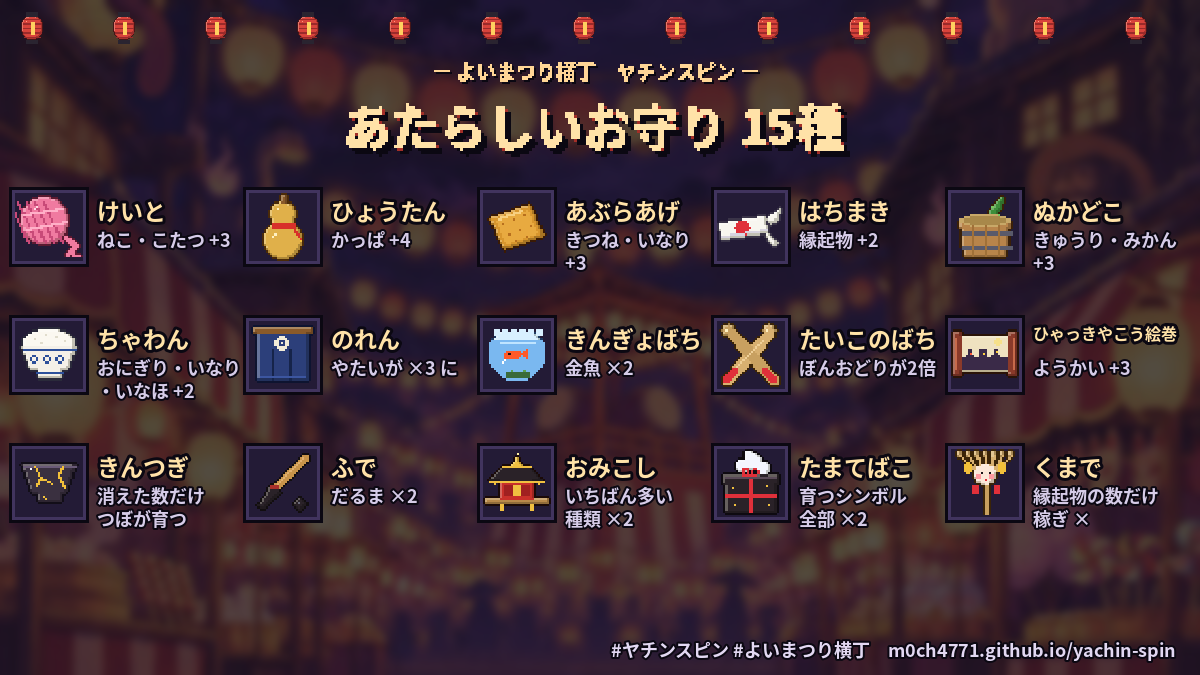 ー よいまつり横丁　ヤチンスピン ー
あたらしいお守り 15種
けいと
ねこ・こたつ +3
ひょうたん
かっぱ +4
あぶらあげ
きつね・いなり
+3
はちまき
縁起物 +2
ぬかどこ
きゅうり・みかん
+3
ちゃわん
おにぎり・いなり
・いなほ +2
のれん
やたいが ×3 に
きんぎょばち
金魚 ×2
たいこのばち
ぼんおどりが2倍
ひゃっきやこう絵巻
ようかい +3
きんつぎ
消えた数だけ
つぼが育つ
ふで
だるま ×2
おみこし
いちばん多い
種類 ×2
たまてばこ
育つシンボル
全部 ×2
くまで
縁起物の数だけ
稼ぎ ×
#ヤチンスピン #よいまつり横丁　m0ch4771.github.io/yachin-spin